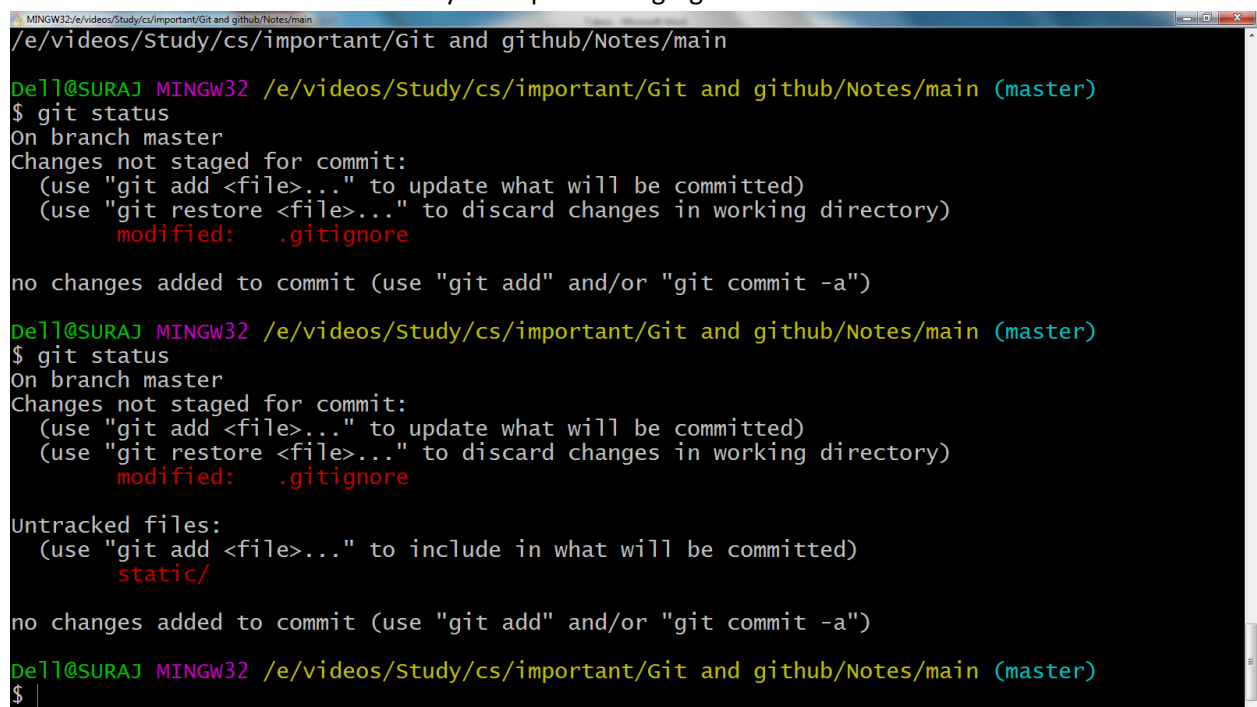 MINGW32:/e/videos/Study/cs/important/Git and github/Notes/main
/e/videos/Study/cs/important/Git and github/Notes/main
Dell@SURAJ MINGW32 /e/videos/Study/cs/important/Git and github/Notes/main (master)
$ git status
On branch master
Changes not staged for commit:
  (use "git add <file>..." to update what will be committed)
  (use "git restore <file>..." to discard changes in working directory)
        modified:   .gitignore
no changes added to commit (use "git add" and/or "git commit -a")
Dell@SURAJ MINGW32 /e/videos/Study/cs/important/Git and github/Notes/main (master)
$ git status
On branch master
Changes not staged for commit:
  (use "git add <file>..." to update what will be committed)
  (use "git restore <file>..." to discard changes in working directory)
        modified:   .gitignore
Untracked files:
  (use "git add <file>..." to include in what will be committed)
        static/
no changes added to commit (use "git add" and/or "git commit -a")
Dell@SURAJ MINGW32 /e/videos/Study/cs/important/Git and github/Notes/main (master)
$